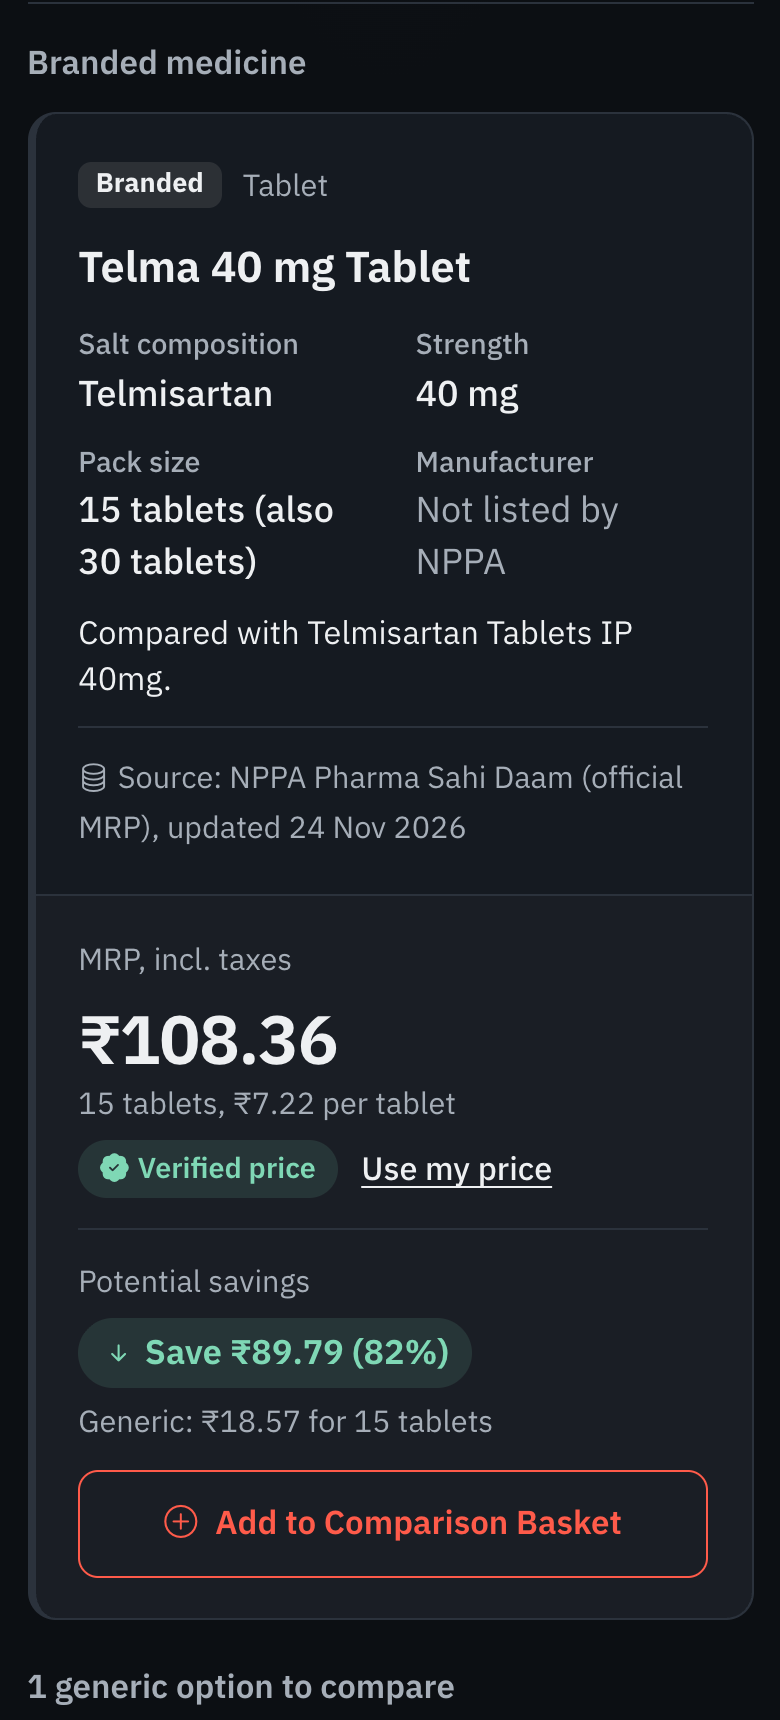 Branded medicine
Branded Tablet
Telma 40 mg Tablet
Salt composition Strength
Telmisartan 40 mg
Pack size Manufacturer
15 tablets (also Not listed by
30 tablets) NPPA
Compared with Telmisartan Tablets IP
40mg.
Source: NPPA Pharma Sahi Daam (official
MRP), updated 24 Nov 2026
MRP, incl. taxes
₹108.36
15 tablets, ₹7.22 per tablet
Verified price Use my price
Potential savings
↓ Save ₹89.79 (82%)
Generic: ₹18.57 for 15 tablets
Add to Comparison Basket
1 generic option to compare